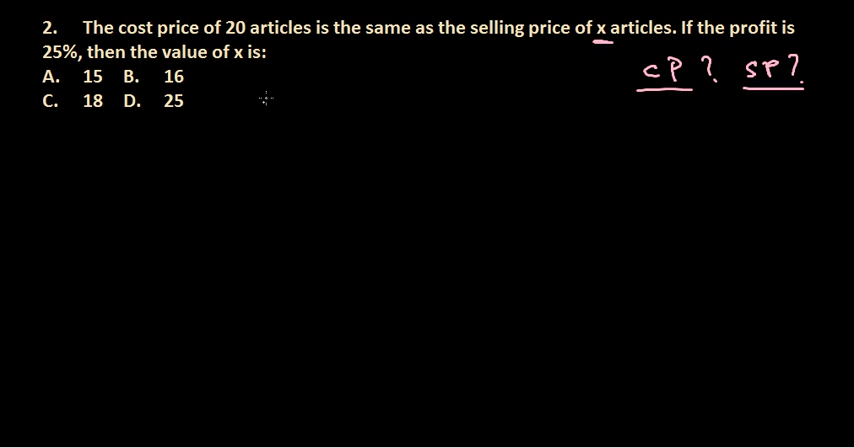 2. The cost price of 20 articles is the same as the selling price of x articles. If the profit is
25%, then the value of x is:
CP? SP?
A. 15 B. 16
C. 18 D. 25